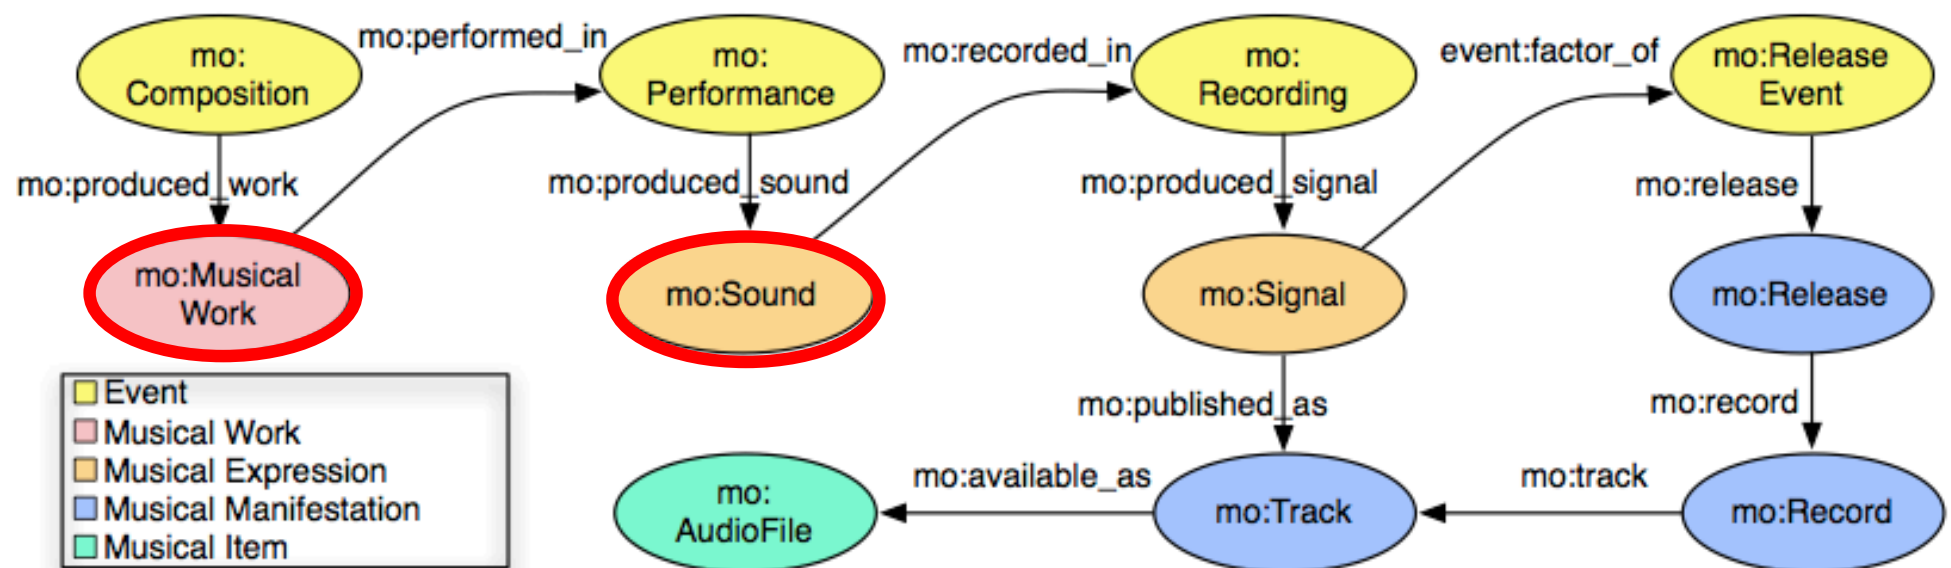 mo:
Composition
mo:performed_in
mo:
Performance
mo:recorded_in
mo:
Recording
event:factor_of
mo:Release
Event
mo:produced_work
mo:produced_sound
mo:produced_signal
mo:release
mo:Musical
Work
mo:Sound
mo:Signal
mo:Release
Event
Musical Work
Musical Expression
Musical Manifestation
Musical Item
mo:published_as
mo:record
mo:
AudioFile
mo:available_as
mo:Track
mo:track
mo:Record